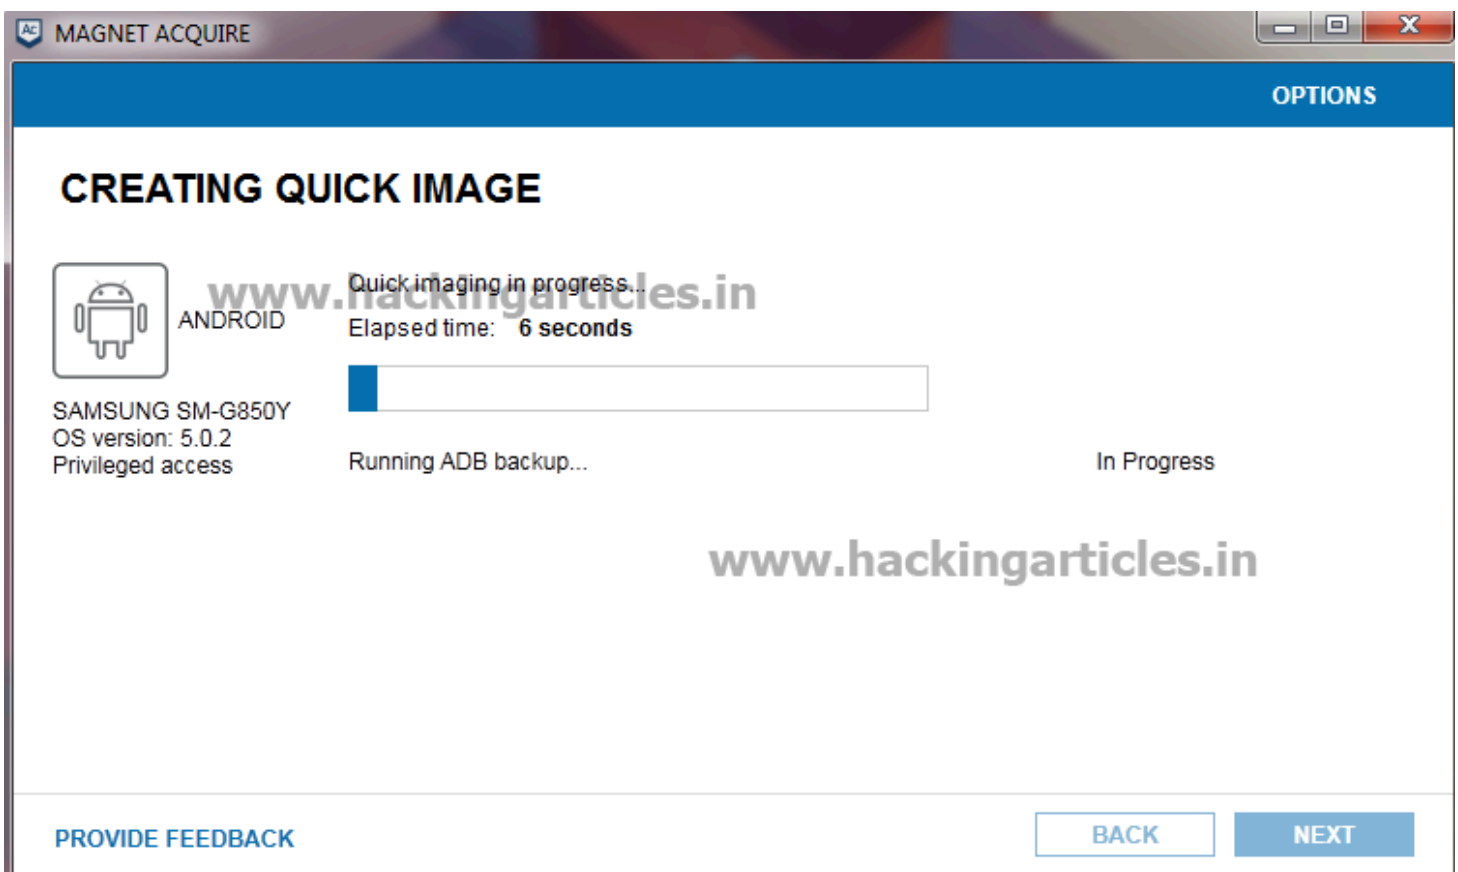 Ac MAGNET ACQUIRE
OPTIONS
CREATING QUICK IMAGE
www.hackingarticles.in
Quick imaging in progress...
ANDROID
Elapsed time: 6 seconds
SAMSUNG SM-G850Y
OS version: 5.0.2
Privileged access
Running ADB backup...
In Progress
www.hackingarticles.in
PROVIDE FEEDBACK
BACK
NEXT